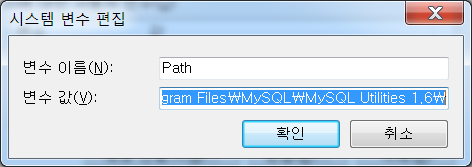 시스템 변수 편집
변수 이름(N): Path
변수 값(V): gram Files₩MySQL₩MySQL Utilities 1.6₩
확인 취소